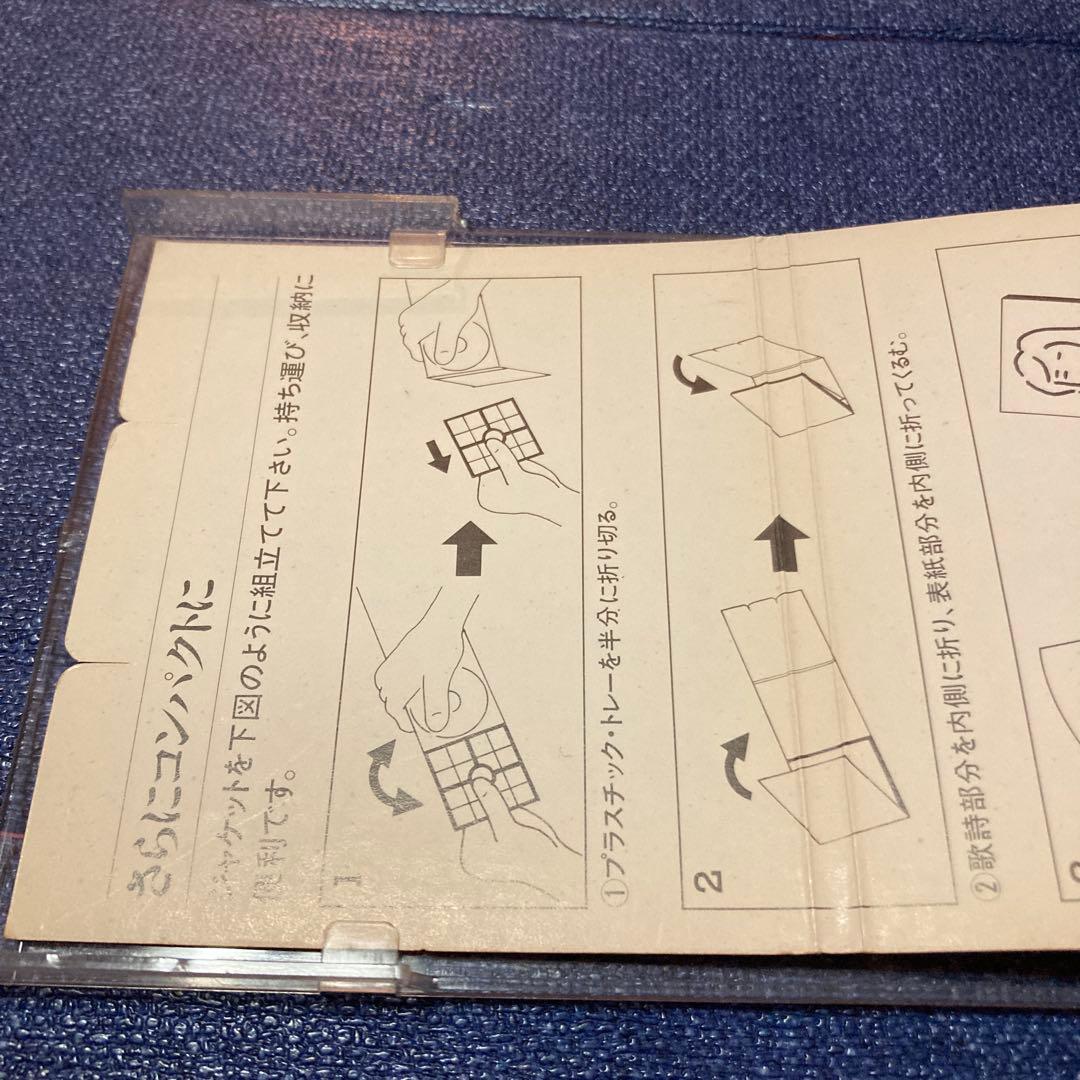 さらにコンパクトに
ジャケットを下図のように組立てて下さい。持ち運び、収納に
便利です。
1
①プラスチック・トレーを半分に折り切る。
2
②歌詩部分を内側に折り、表紙部分を内側に折ってくるむ。